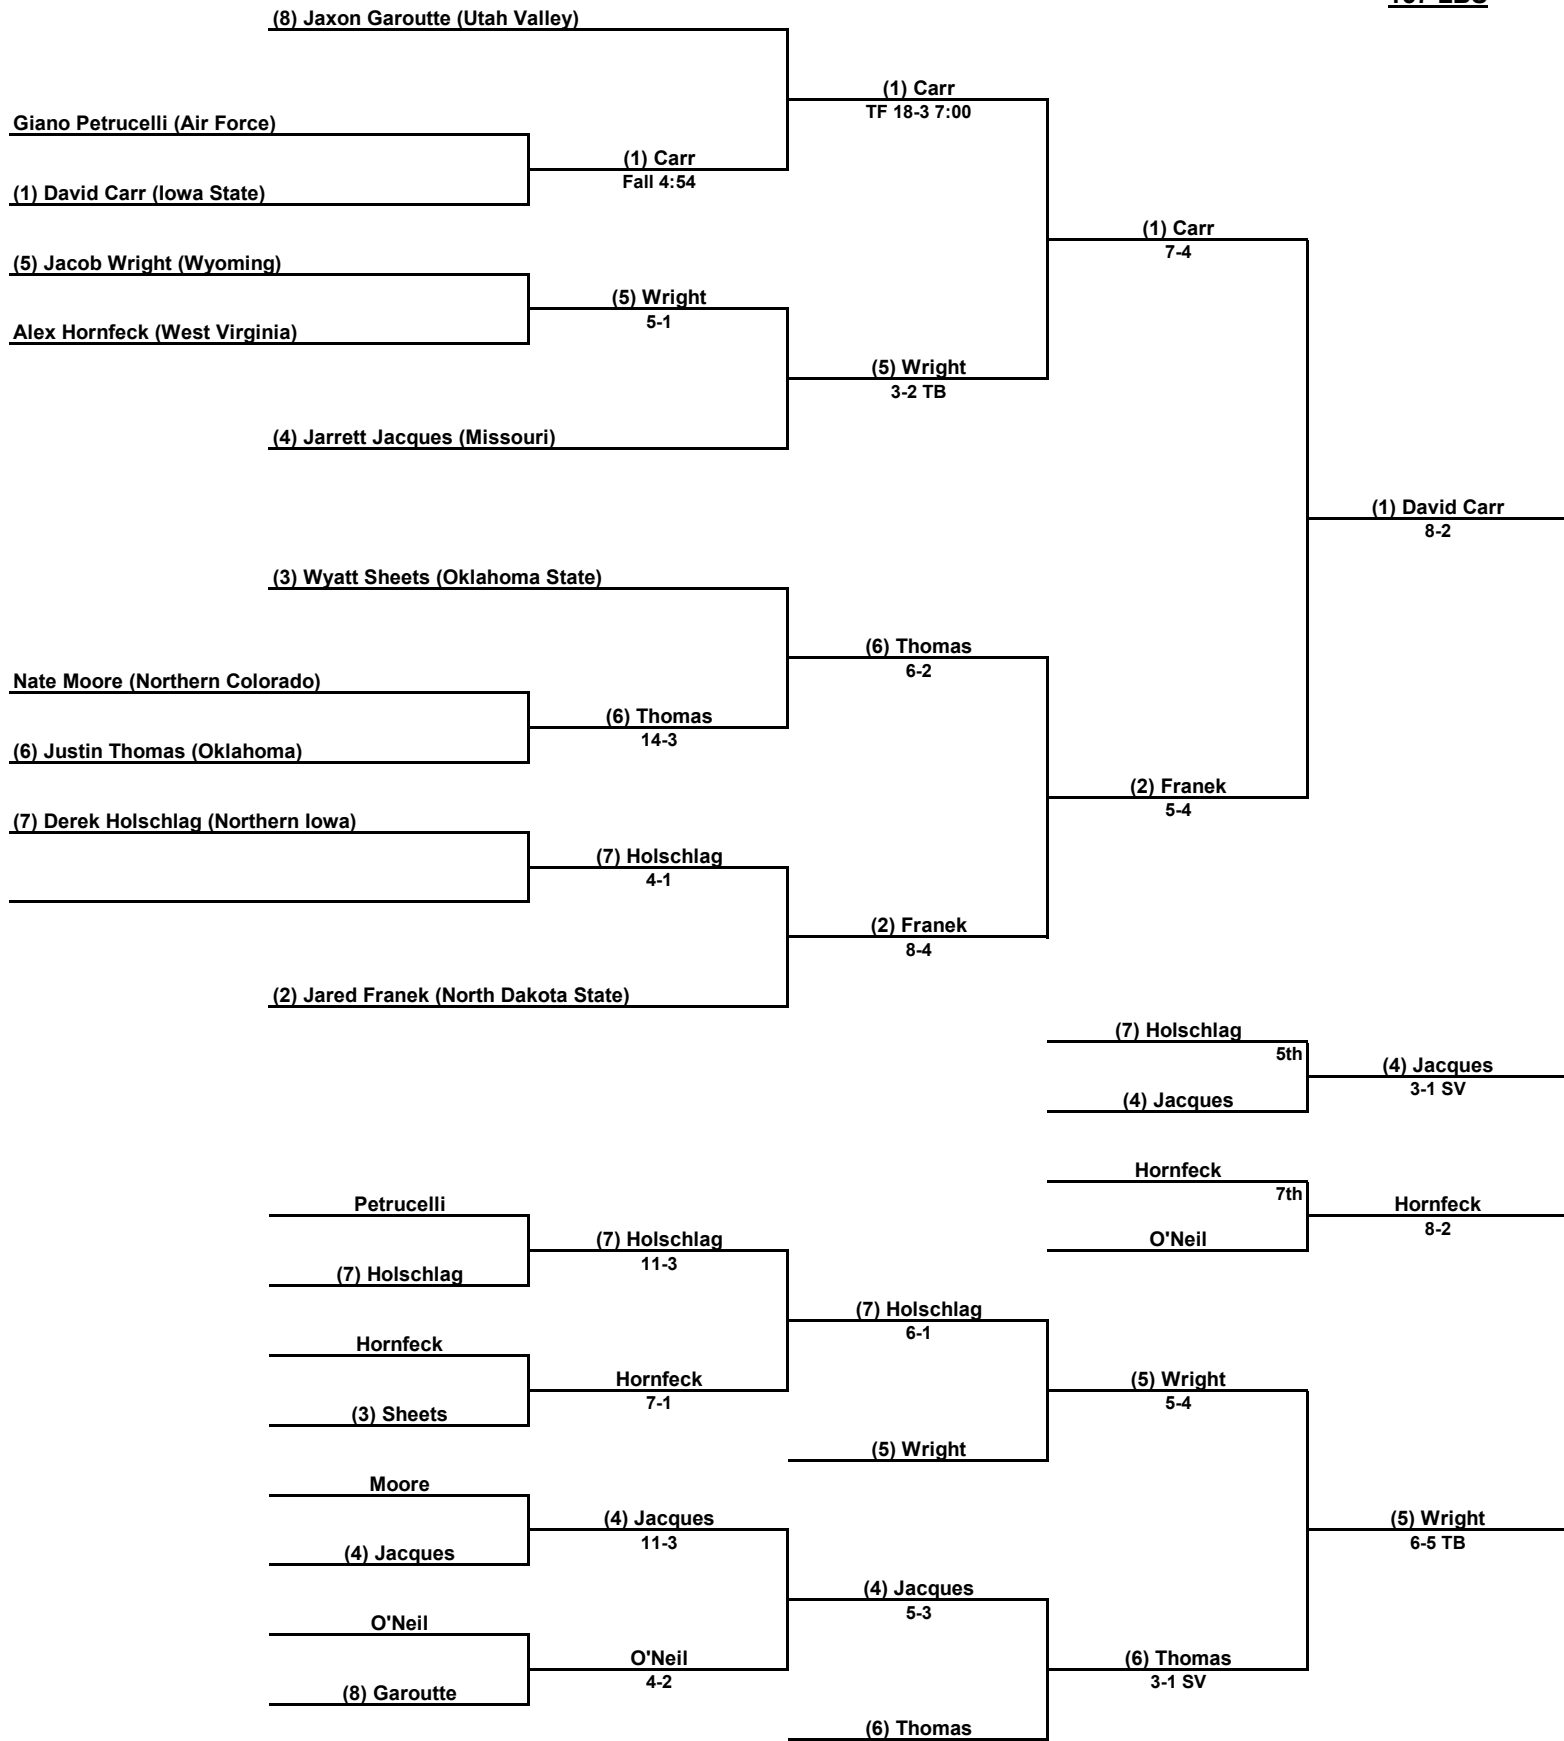 (8) Jaxon Garoutte (Utah Valley)
(1) Carr
TF 18-3 7:00
Giano Petrucelli (Air Force)
(1) Carr
Fall 4:54
(1) David Carr (Iowa State)
(1) Carr
7-4
(5) Jacob Wright (Wyoming)
(5) Wright
5-1
Alex Hornfeck (West Virginia)
(5) Wright
3-2 TB
(4) Jarrett Jacques (Missouri)
(1) David Carr
8-2
(3) Wyatt Sheets (Oklahoma State)
(6) Thomas
6-2
Nate Moore (Northern Colorado)
(6) Thomas
14-3
(6) Justin Thomas (Oklahoma)
(2) Franek
5-4
(7) Derek Holschlag (Northern Iowa)
(7) Holschlag
4-1
(2) Franek
8-4
(2) Jared Franek (North Dakota State)
(7) Holschlag
5th
(4) Jacques
3-1 SV
(4) Jacques
Hornfeck
7th
Hornfeck
8-2
O'Neil
Petrucelli
(7) Holschlag
11-3
(7) Holschlag
(7) Holschlag
6-1
Hornfeck
Hornfeck
7-1
(3) Sheets
(5) Wright
5-4
(5) Wright
Moore
(4) Jacques
11-3
(4) Jacques
(5) Wright
6-5 TB
(4) Jacques
5-3
O'Neil
O'Neil
4-2
(8) Garoutte
(6) Thomas
3-1 SV
(6) Thomas